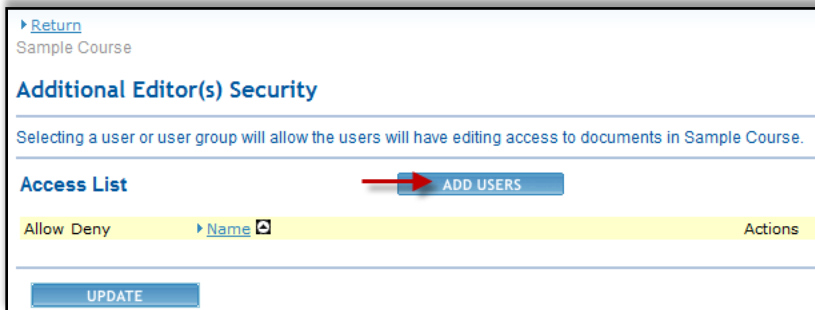 Return
Sample Course
Additional Editor(s) Security
Selecting a user or user group will allow the users will have editing access to documents in Sample Course.
Access List ADD USERS
Allow Deny Name Actions
UPDATE